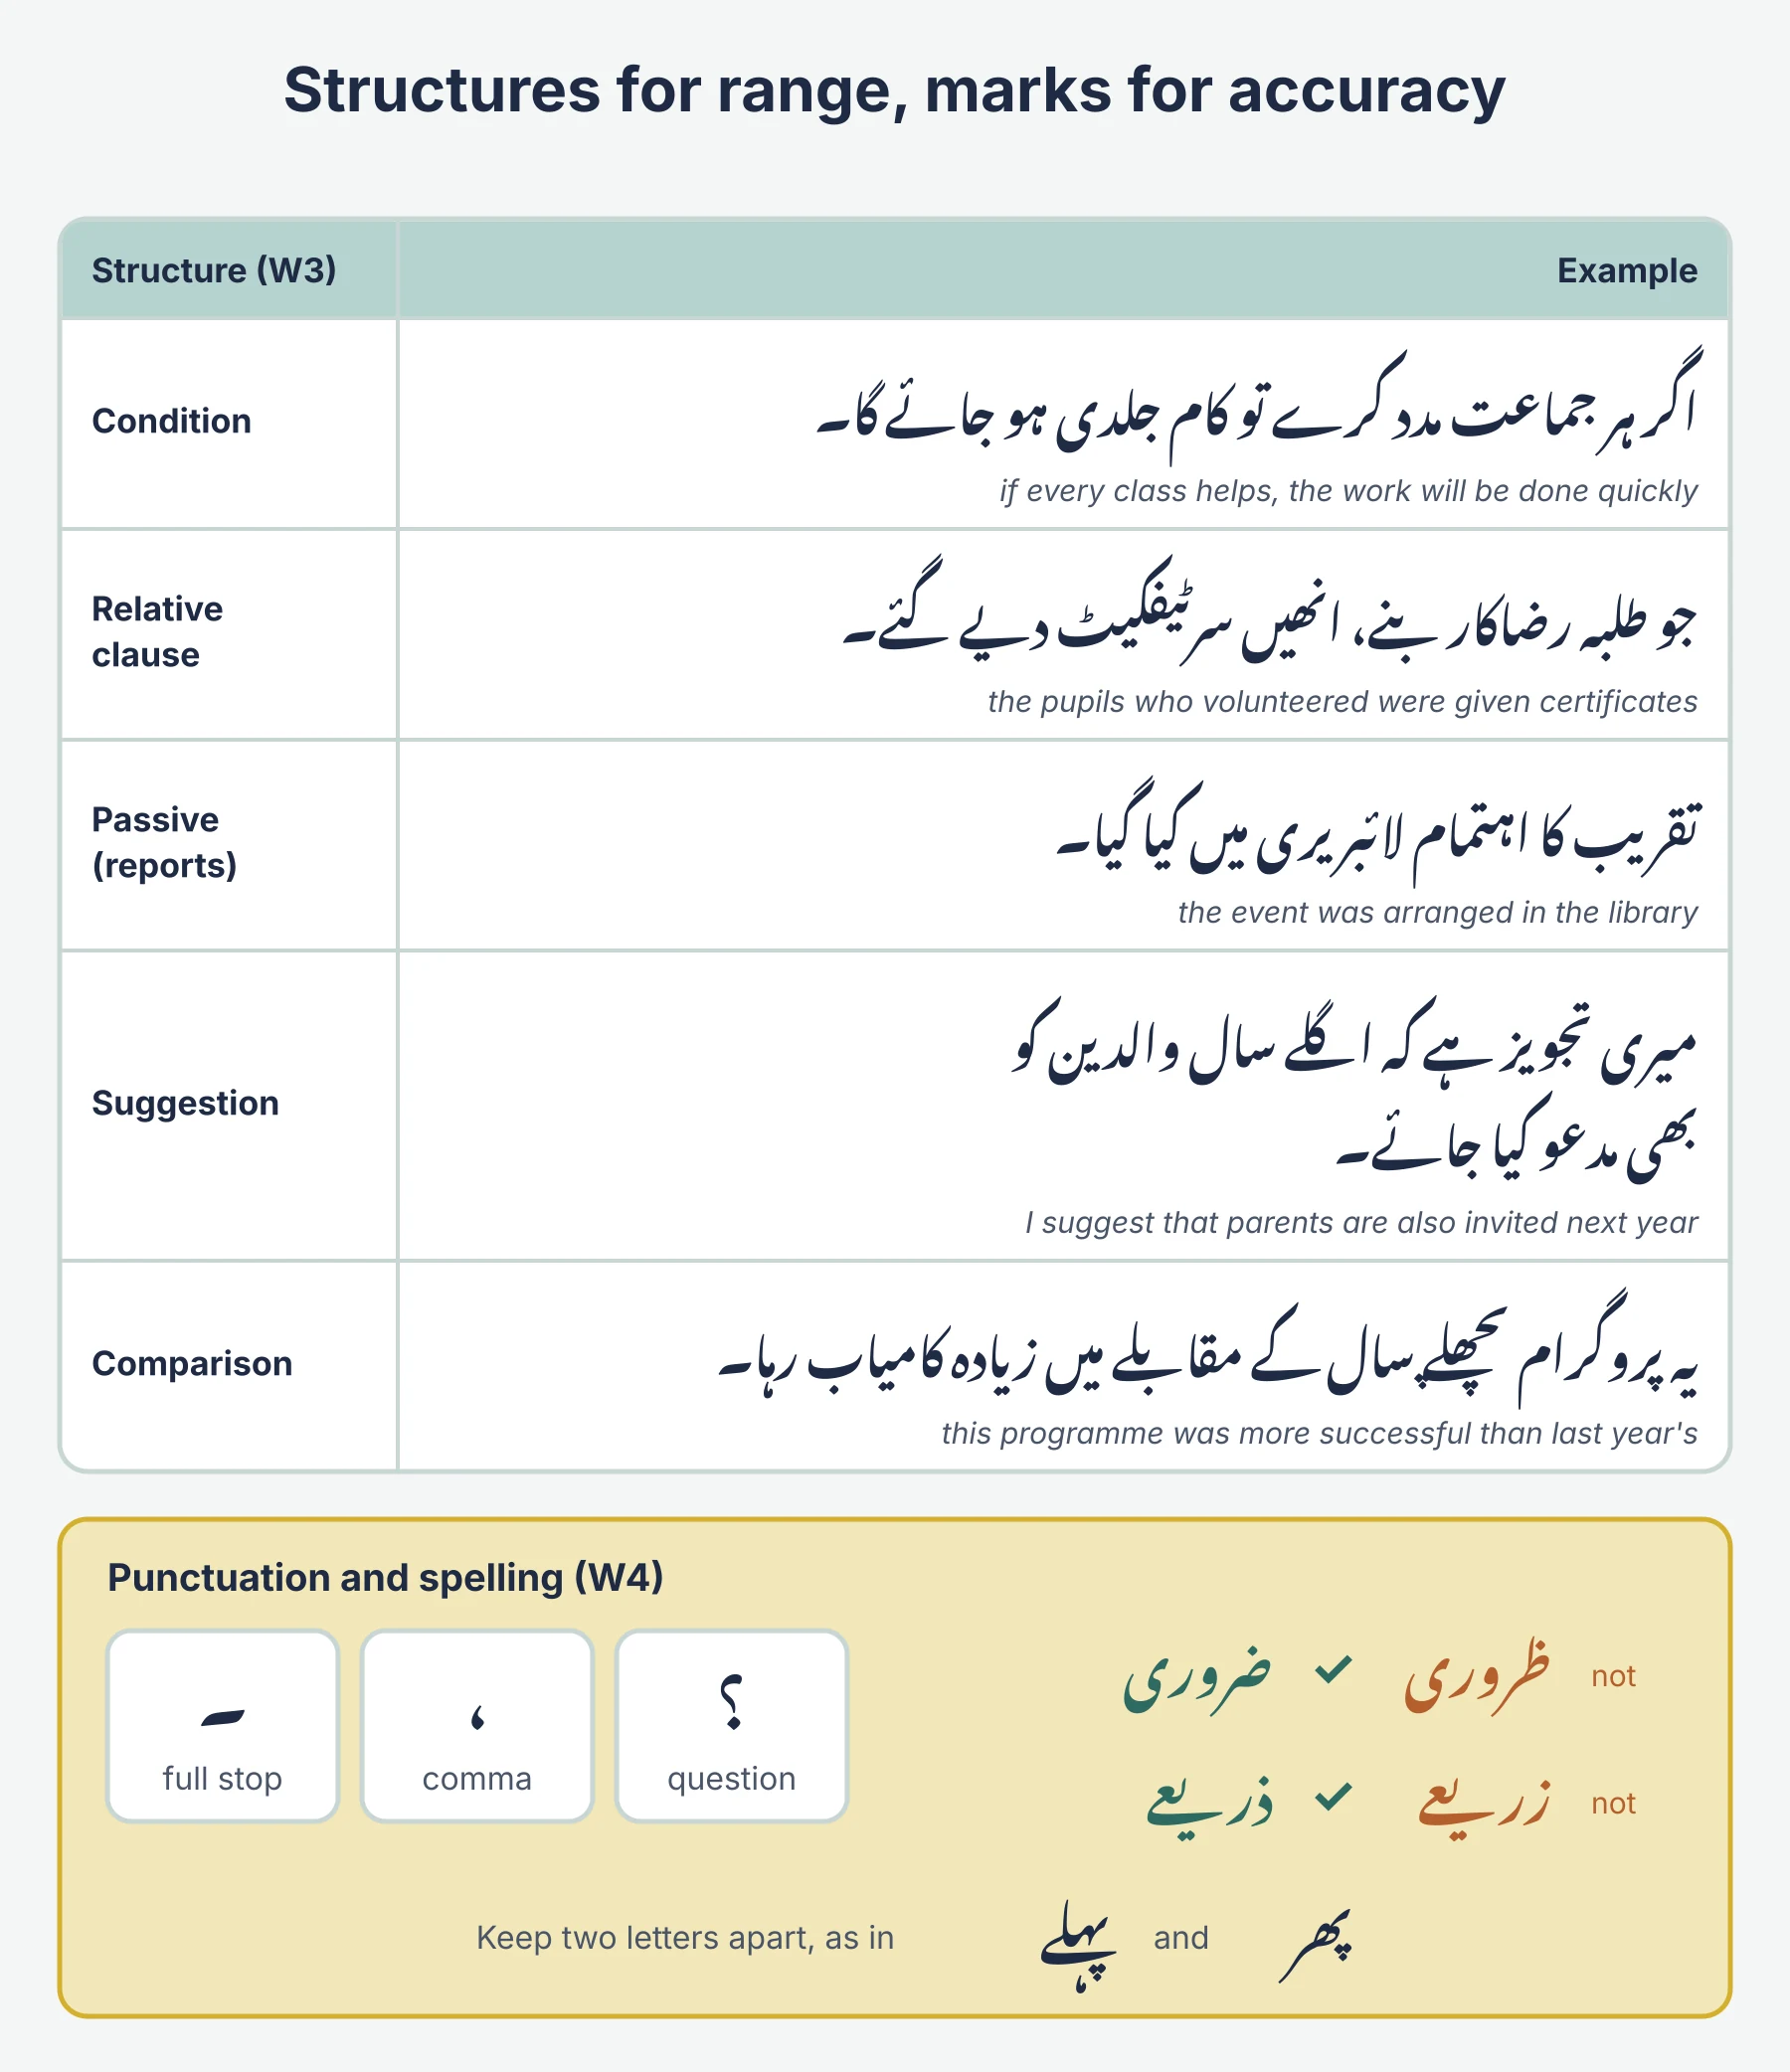 Structures for range, marks for accuracy
Structure (W3)
Example
Condition
اگر ہر جماعت مدد کرے تو کام جلدی ہو جائے گا۔
if every class helps, the work will be done quickly
Relative
clause
جو طلبہ رضاکار بنے، انھیں سرٹیفکیٹ دیے گئے۔
the pupils who volunteered were given certificates
Passive
(reports)
تقریب کا اہتمام لائبریری میں کیا گیا۔
the event was arranged in the library
Suggestion
میری تجویز ہے کہ اگلے سال والدین کو
بھی مدعو کیا جائے۔
I suggest that parents are also invited next year
Comparison
یہ پروگرام پچھلے سال کے مقابلے میں زیادہ کامیاب رہا۔
this programme was more successful than last year's
Punctuation and spelling (W4)
۔
full stop
،
comma
؟
question
ضروری ✓ ظروری not
ذریعے ✓ زریعے not
Keep two letters apart, as in پہلے and پھر